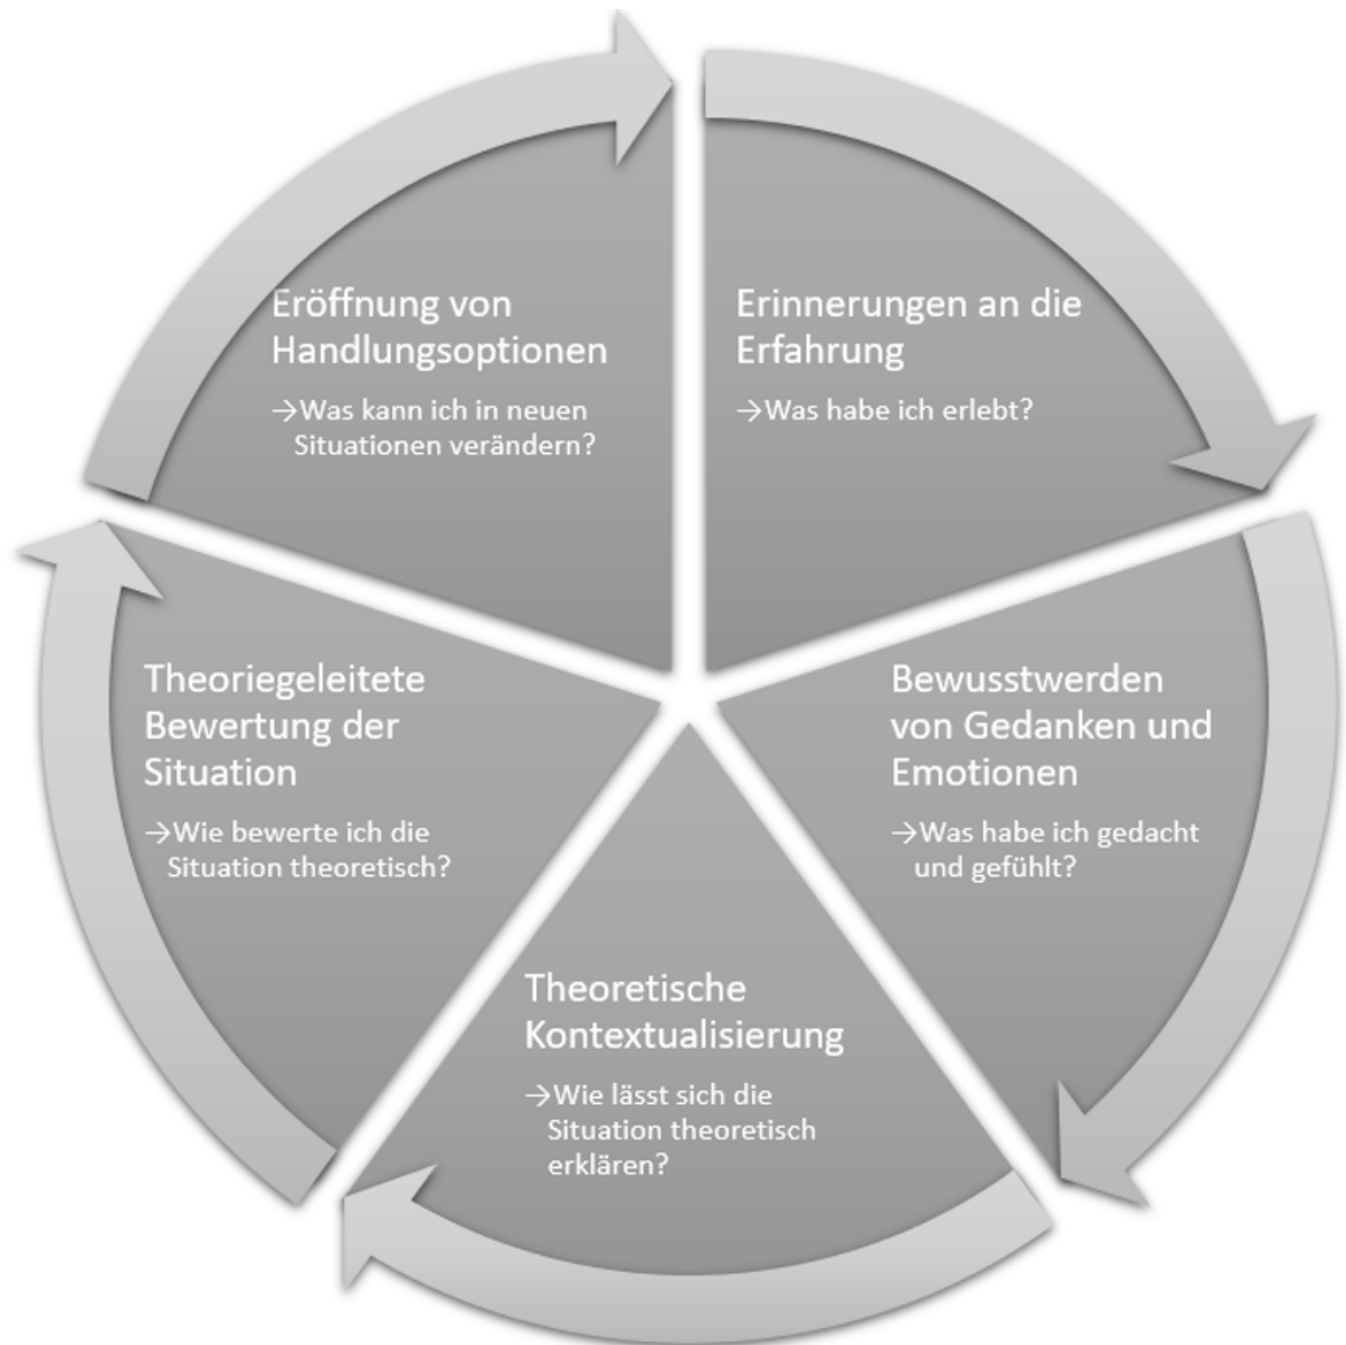 Erinnerungen an die
Erfahrung
→Was habe ich erlebt?
Bewusstwerden
von Gedanken und
Emotionen
→Was habe ich gedacht
und gefühlt?
Theoretische
Kontextualisierung
→Wie lässt sich die
Situation theoretisch
erklären?
Theoriegeleitete
Bewertung der
Situation
→Wie bewerte ich die
Situation theoretisch?
Eröffnung von
Handlungsoptionen
→Was kann ich in neuen
Situationen verändern?